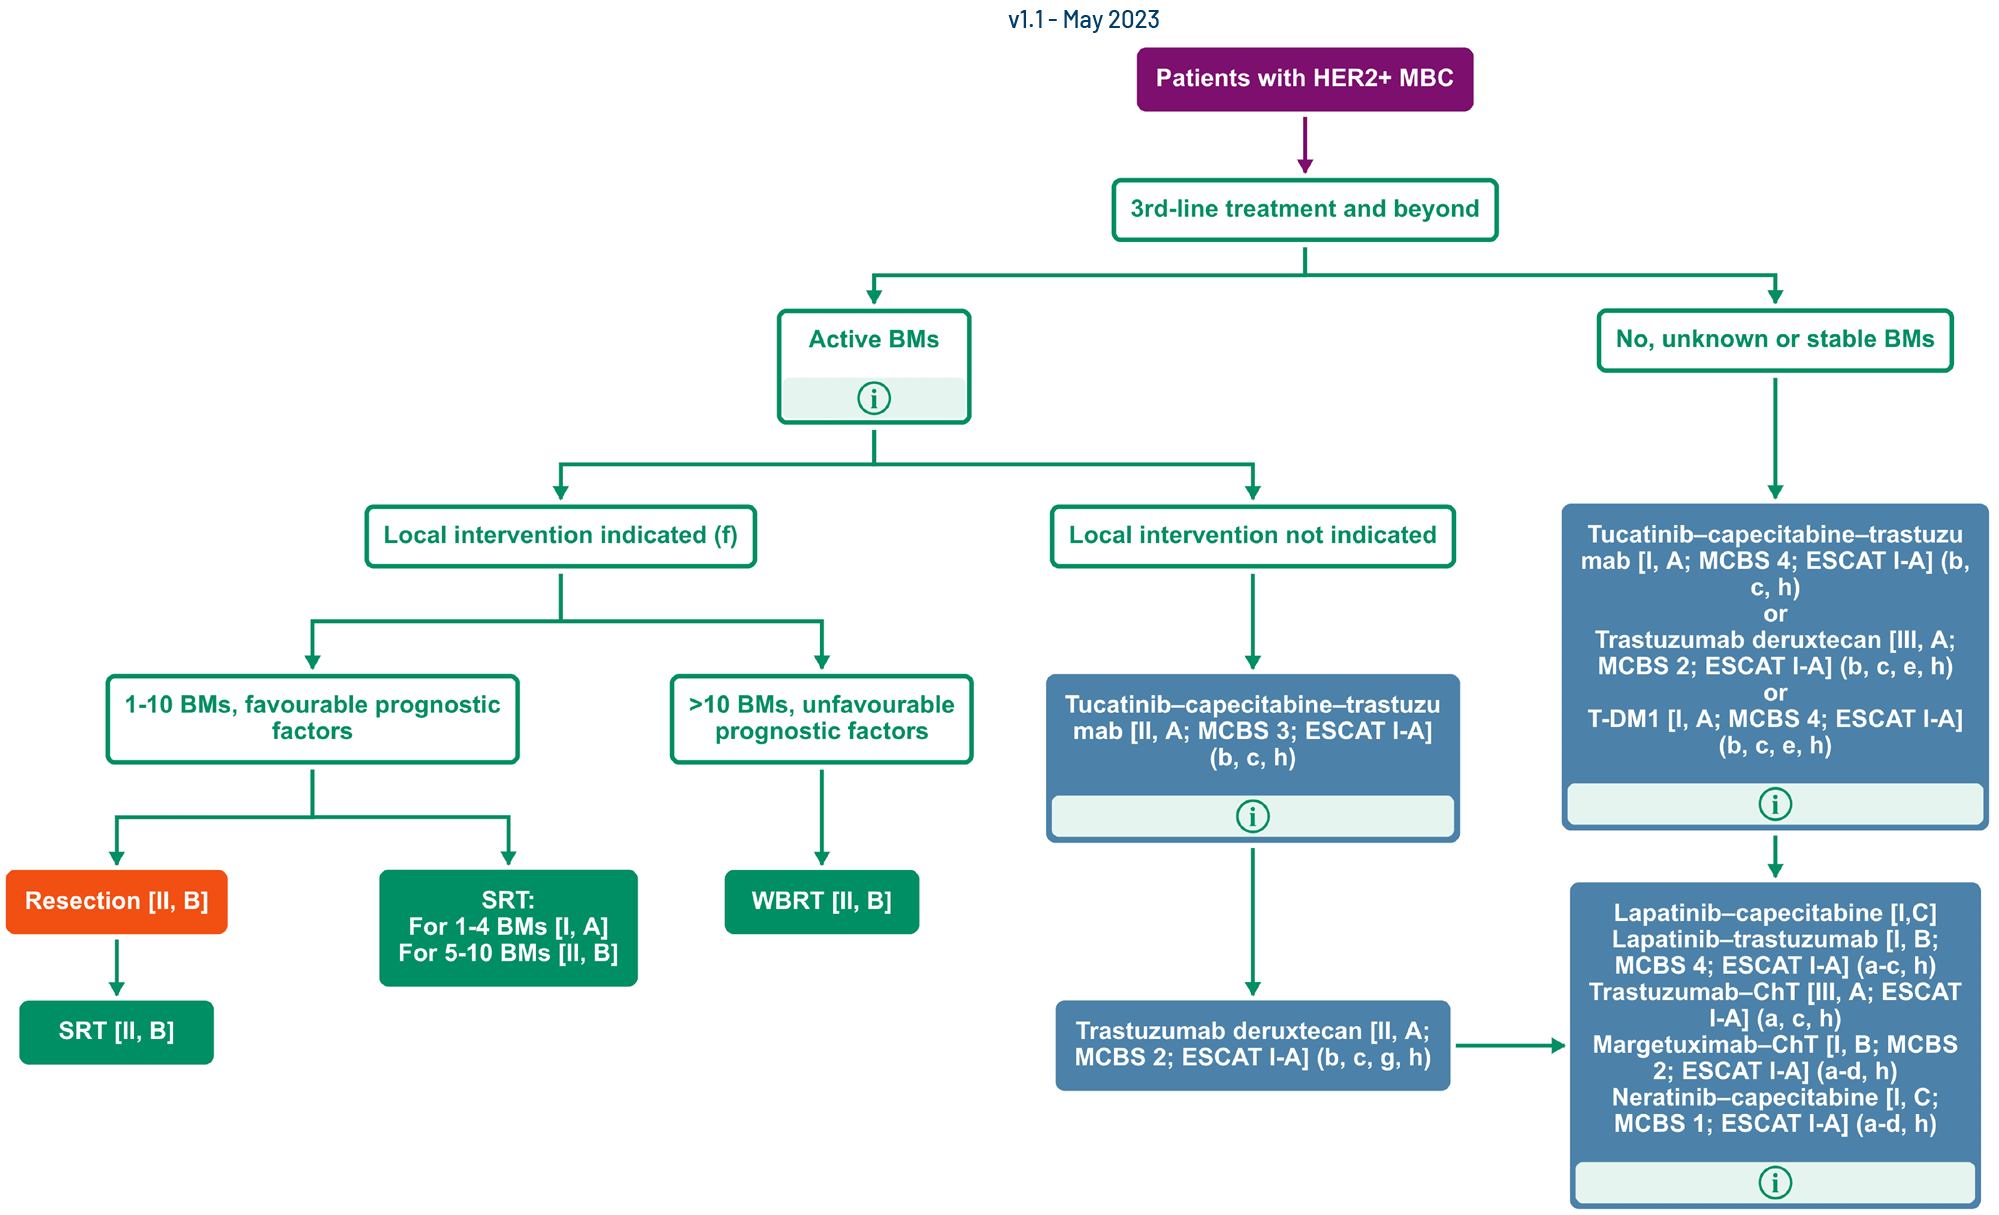 v1.1 - May 2023
Patients with HER2+ MBC
3rd-line treatment and beyond
Active BMs
i
No, unknown or stable BMs
Local intervention indicated (f)
Local intervention not indicated
1-10 BMs, favourable prognostic
factors
>10 BMs, unfavourable
prognostic factors
Resection [II, B]
SRT [II, B]
SRT:
For 1-4 BMs [I, A]
For 5-10 BMs [II, B]
WBRT [II, B]
Tucatinib–capecitabine–trastuzu
mab [II, A; MCBS 3; ESCAT I-A]
(b, c, h)
i
Trastuzumab deruxtecan [II, A;
MCBS 2; ESCAT I-A] (b, c, g, h)
Tucatinib–capecitabine–trastuzu
mab [I, A; MCBS 4; ESCAT I-A] (b,
c, h)
or
Trastuzumab deruxtecan [III, A;
MCBS 2; ESCAT I-A] (b, c, e, h)
or
T-DM1 [I, A; MCBS 4; ESCAT I-A]
(b, c, e, h)
i
Lapatinib–capecitabine [I,C]
Lapatinib–trastuzumab [I, B;
MCBS 4; ESCAT I-A] (a-c, h)
Trastuzumab–ChT [III, A; ESCAT
I-A] (a, c, h)
Margetuximab–ChT [I, B; MCBS
2; ESCAT I-A] (a-d, h)
Neratinib–capecitabine [I, C;
MCBS 1; ESCAT I-A] (a-d, h)
i